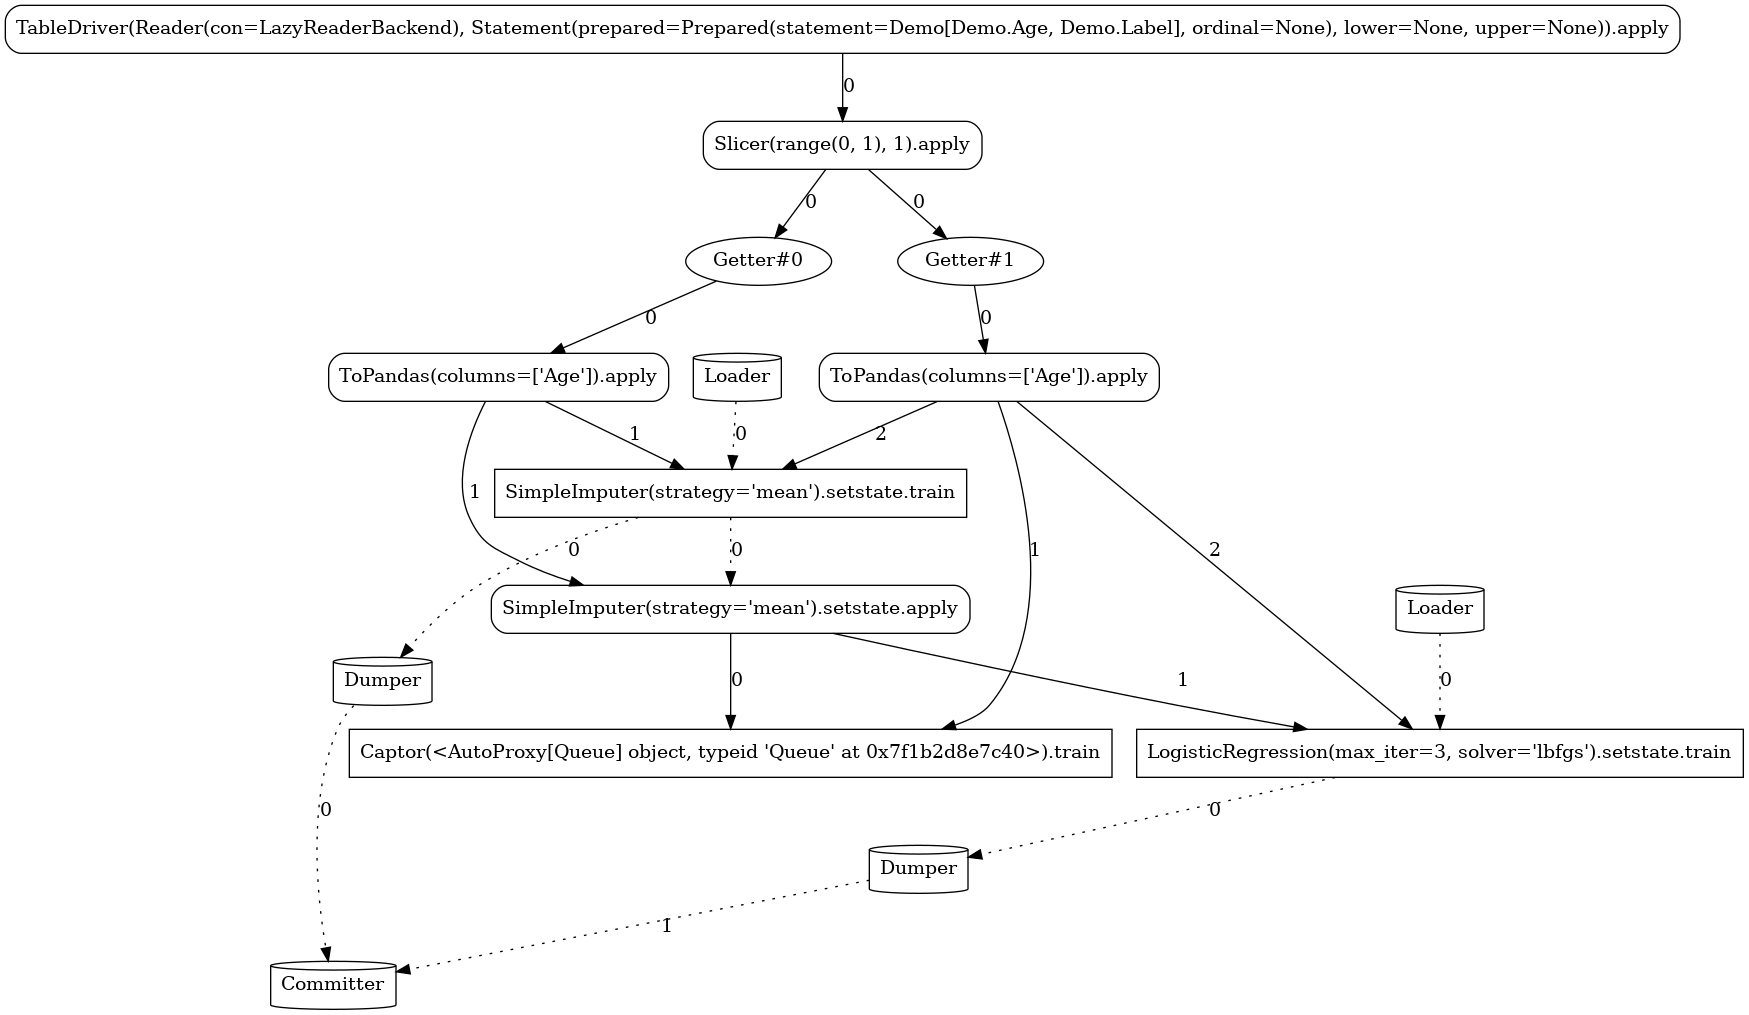 TableDriver(Reader(con=LazyReaderBackend), Statement(prepared=Prepared(statement=Demo[Demo.Age, Demo.Label], ordinal=None), lower=None, upper=None)).apply
0
Slicer(range(0, 1), 1).apply
0
0
Getter#0
Getter#1
0
0
ToPandas(columns=['Age']).apply
Loader
ToPandas(columns=['Age']).apply
1
0
2
1
SimpleImputer(strategy='mean').setstate.train
0
0
1
2
SimpleImputer(strategy='mean').setstate.apply
Loader
Dumper
0
1
0
Captor(<AutoProxy[Queue] object, typeid 'Queue' at 0x7f1b2d8e7c40>).train
LogisticRegression(max_iter=3, solver='lbfgs').setstate.train
0
0
Dumper
1
Committer